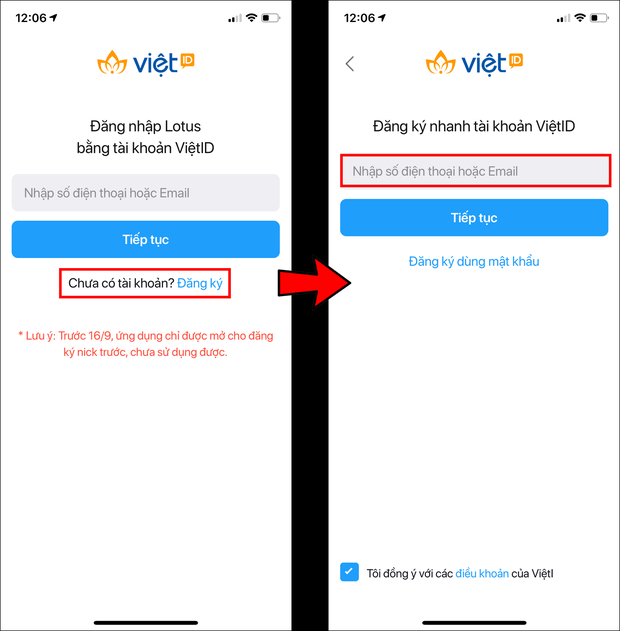 12:06
việt ID
Đăng nhập Lotus
bằng tài khoản ViệtID
Nhập số điện thoại hoặc Email
Tiếp tục
Chưa có tài khoản? Đăng ký
* Lưu ý: Trước 16/9, ứng dụng chỉ được mở cho đăng
ký nick trước, chưa sử dụng được.
12:06
việt ID
Đăng ký nhanh tài khoản ViệtID
Nhập số điện thoại hoặc Email
Tiếp tục
Đăng ký dùng mật khẩu
Tôi đồng ý với các điều khoản của ViệtI